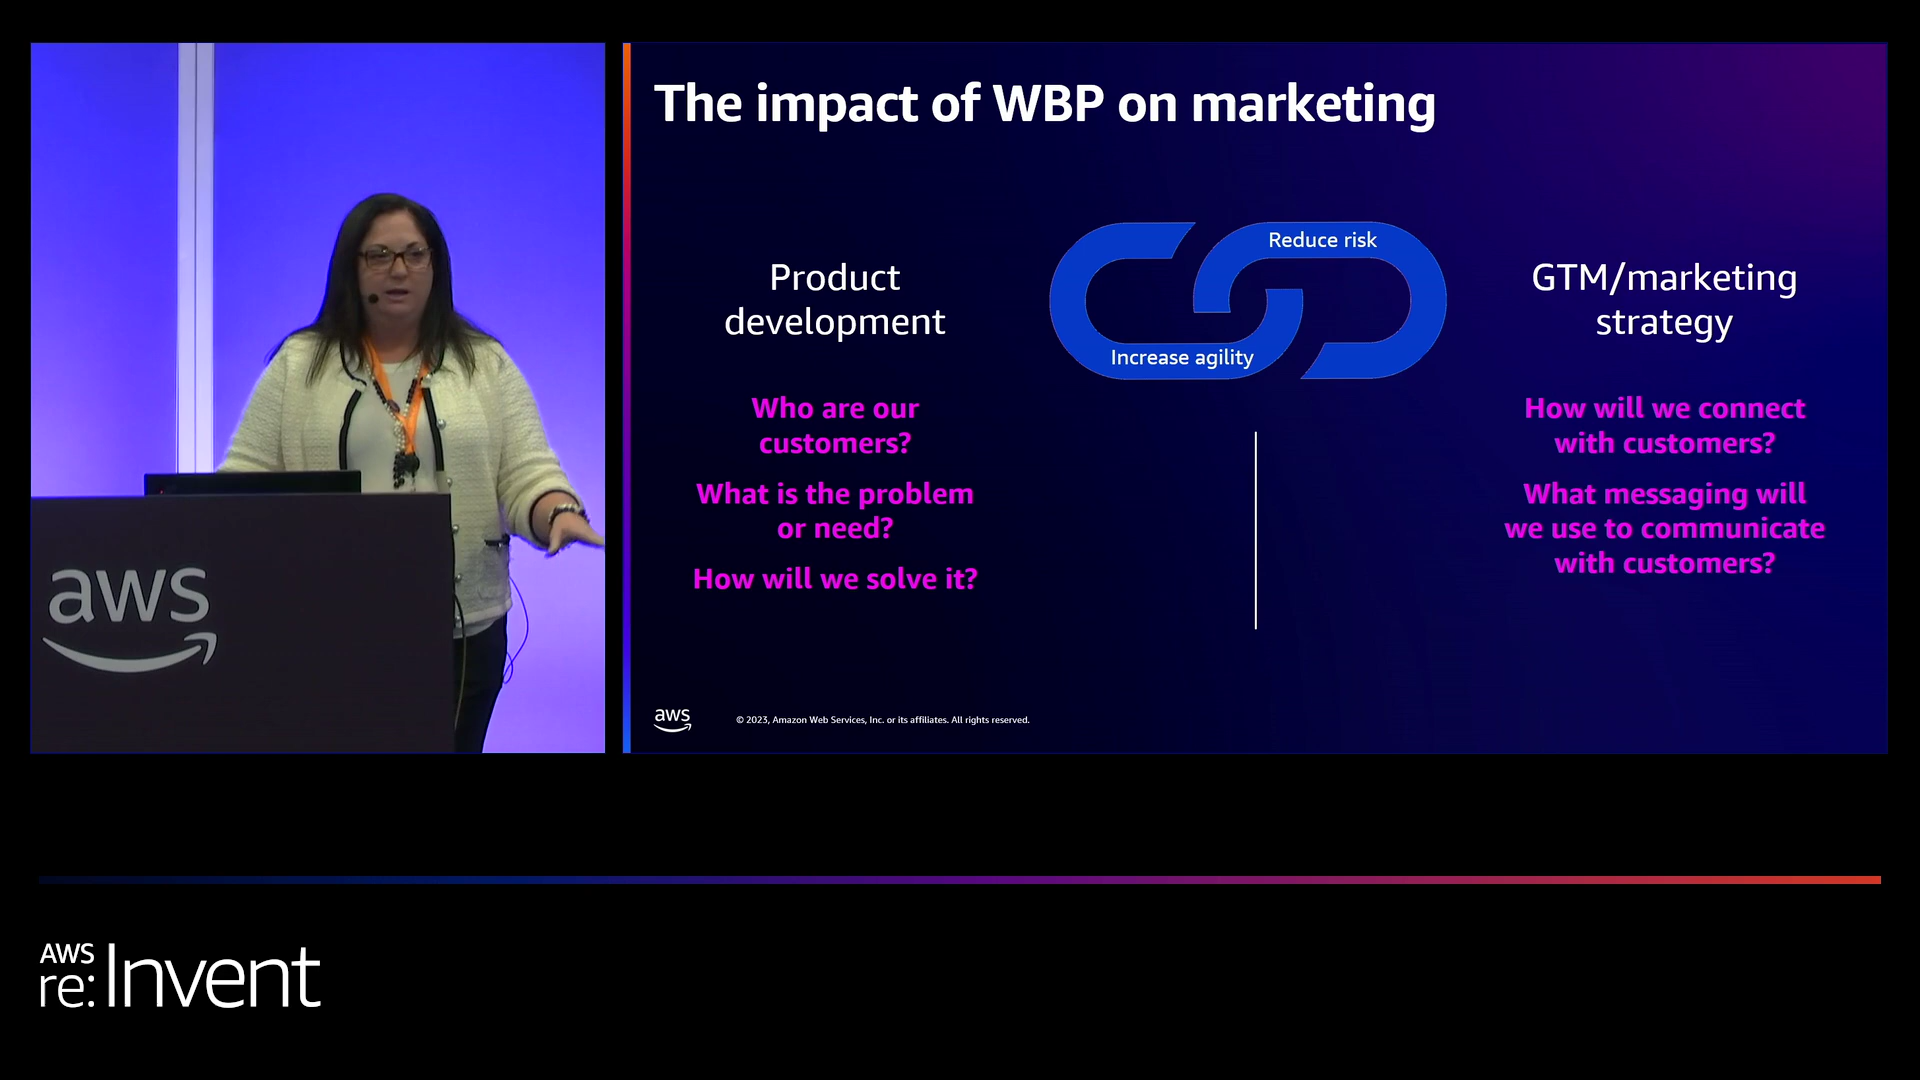 The impact of WBP on marketing
Product
development
Reduce risk
Increase agility
GTM/marketing
strategy
Who are our
customers?
What is the problem
or need?
How will we solve it?
How will we connect
with customers?
What messaging will
we use to communicate
with customers?
aws
aws
© 2023, Amazon Web Services, Inc. or its affiliates. All rights reserved.
AWS
re:Invent